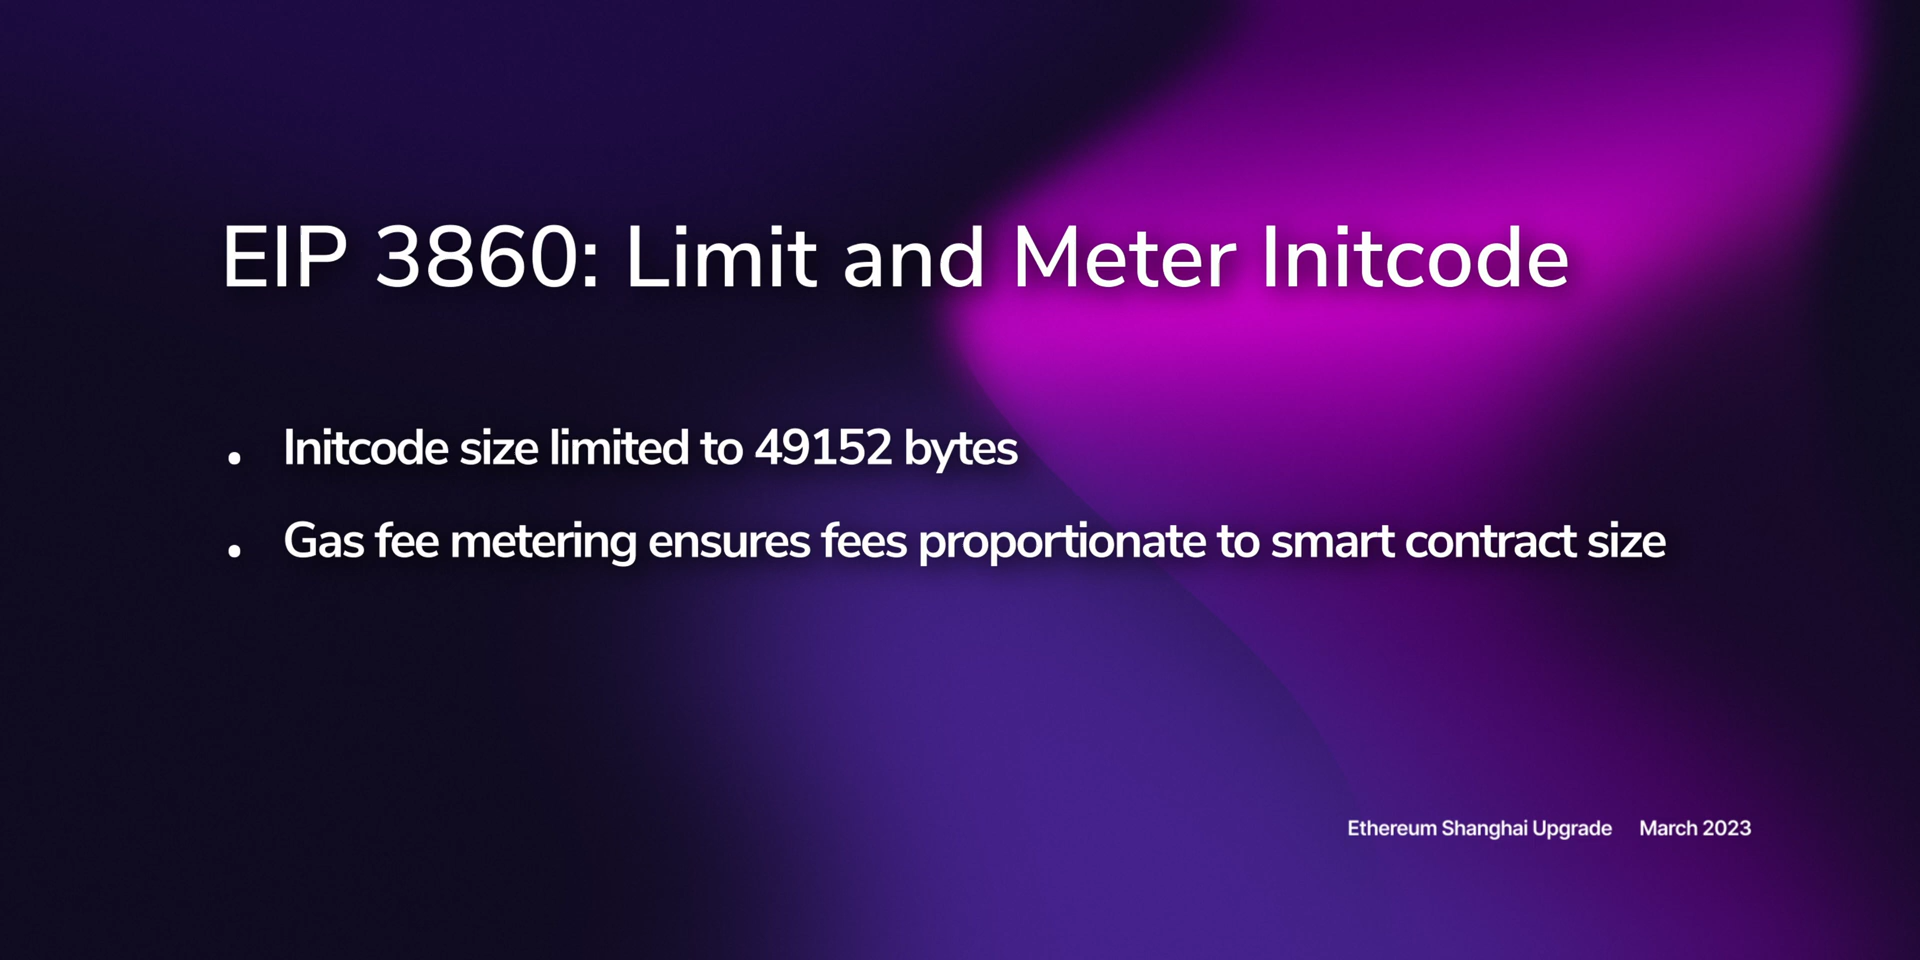 EIP 3860: Limit and Meter Initcode
. Initcode size limited to 49152 bytes
. Gas fee metering ensures fees proportionate to smart contract size
Ethereum Shanghai Upgrade March 2023